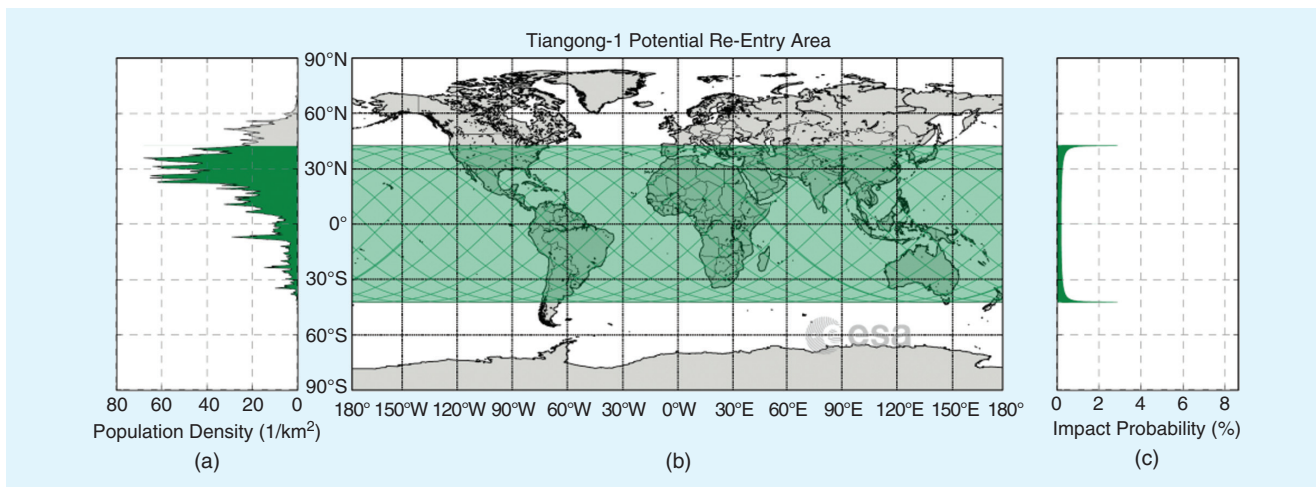 Tiangong-1 Potential Re-Entry Area
90°N
60°N
30°N
0°
30°S
60°S
90°S
80 60 40 20 0
Population Density (1/km²)
(a)
180° 150°W 120°W 90°W 60°W 30°W 0°W 30°E 60°E 90°E 120°E 150°E 180°
(b)
esa
0 2 4 6 8
Impact Probability (%)
(c)